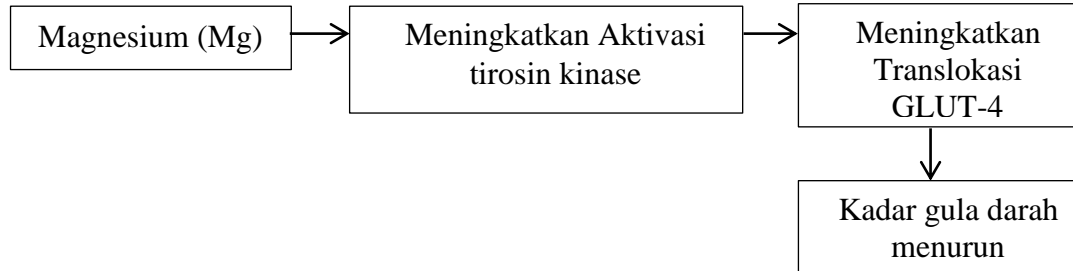 Magnesium (Mg)
Meningkatkan Aktivasi
tirosin kinase
Meningkatkan
Translokasi
GLUT-4
Kadar gula darah
menurun